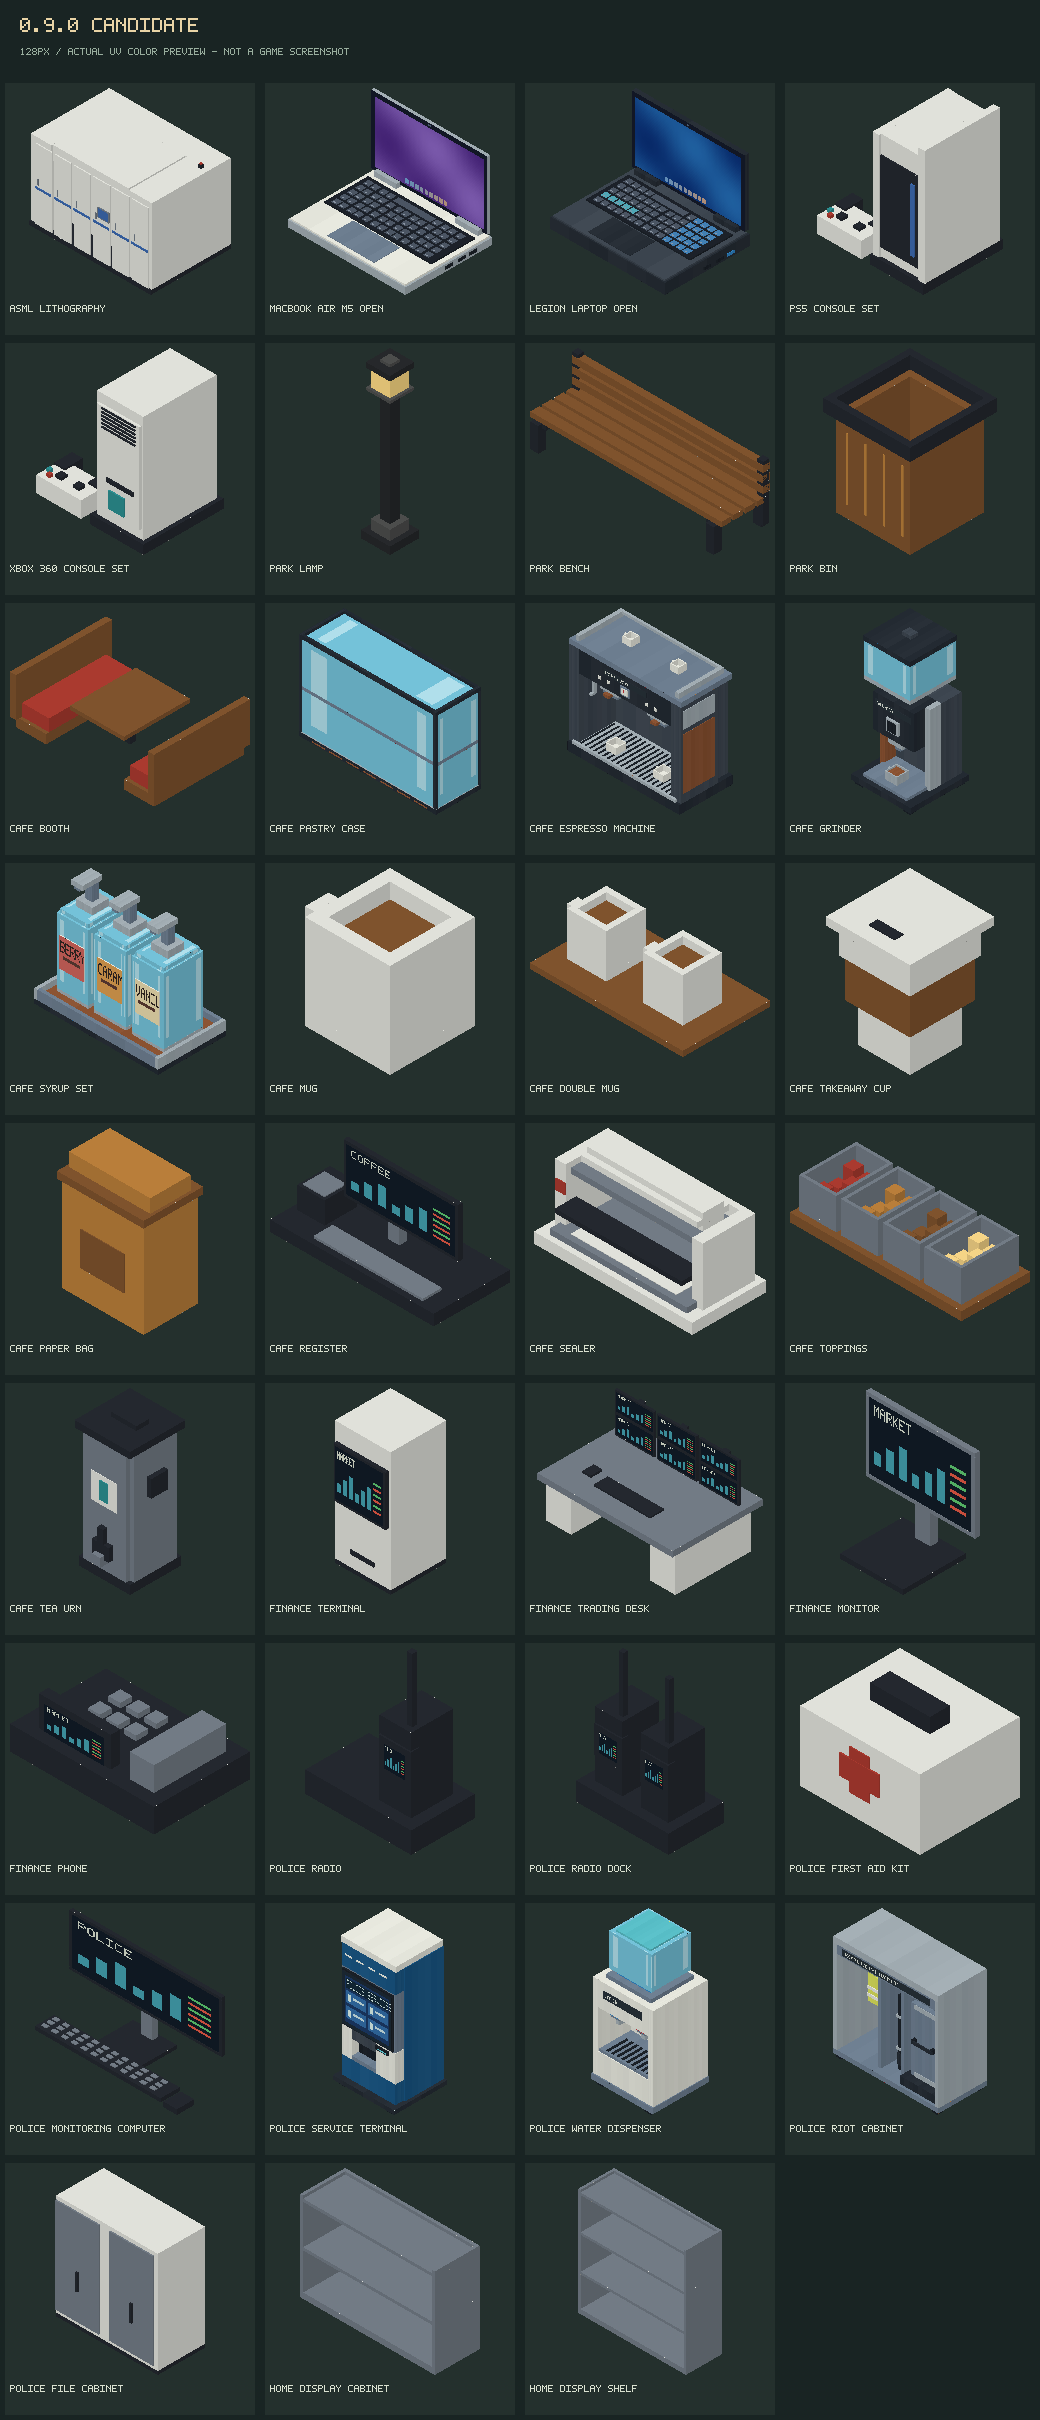 0.9.0 CANDIDATE
128PX / ACTUAL UV COLOR PREVIEW - NOT A GAME SCREENSHOT
ASML LITHOGRAPHY
MACBOOK AIR M5 OPEN
LEGION LAPTOP OPEN
PS5 CONSOLE SET
XBOX 360 CONSOLE SET
PARK LAMP
PARK BENCH
PARK BIN
CAFE BOOTH
CAFE PASTRY CASE
CAFE ESPRESSO MACHINE
CAFE GRINDER
BERRY
CARAM
VANIL
CAFE SYRUP SET
CAFE MUG
CAFE DOUBLE MUG
CAFE TAKEAWAY CUP
COFFEE
CAFE PAPER BAG
CAFE REGISTER
CAFE SEALER
CAFE TOPPINGS
MARKET
MARKET
CAFE TEA URN
FINANCE TERMINAL
FINANCE TRADING DESK
FINANCE MONITOR
FINANCE PHONE
POLICE RADIO
POLICE RADIO DOCK
POLICE FIRST AID KIT
POLICE
POLICE MONITORING COMPUTER
POLICE SERVICE TERMINAL
POLICE WATER DISPENSER
POLICE RIOT CABINET
POLICE FILE CABINET
HOME DISPLAY CABINET
HOME DISPLAY SHELF